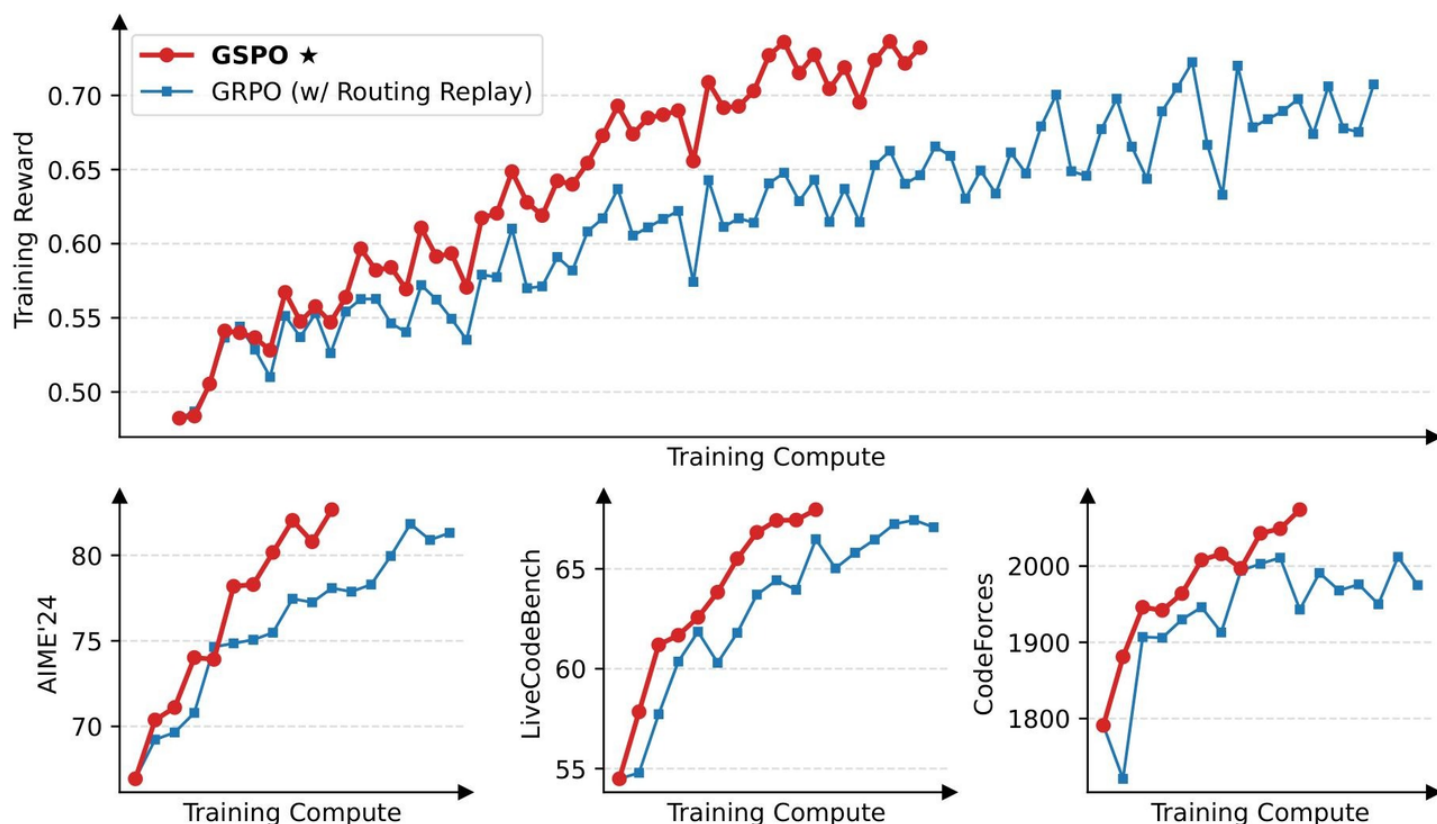 GSPO ★
GRPO (w/ Routing Replay)
Training Reward
0.70
0.65
0.60
0.55
0.50
Training Compute
AIME'24
80
75
70
Training Compute
LiveCodeBench
65
60
55
Training Compute
CodeForces
2000
1900
1800
Training Compute